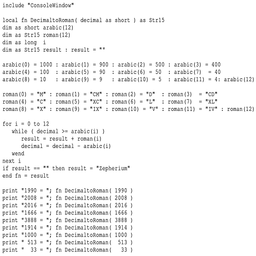 include "ConsoleWindow"
local fn DecimaltoRoman( decimal as short ) as Str15
dim as short arabic(12)
dim as Str15 roman(12)
dim as long  i
dim as Str15 result : result = ""
arabic(0) = 1000 : arabic(1) = 900 : arabic(2) = 500 : arabic(3) = 400
arabic(4) = 100 : arabic(5) = 90 : arabic(6) = 50 : arabic(7)  = 40
arabic(8) = 10  : arabic(9) =  9  : arabic(10) = 5  : arabic(11) = 4: arabic(12)
roman(0) = "M" : roman(1) = "CM" : roman(2) = "D"  : roman(3)  = "CD"
roman(4) = "C" : roman(5) = "XC" : roman(6) = "L"  : roman(7)  = "XL"
roman(8) = "X" : roman(9) = "IX" : roman(10) = "V" : roman(11) = "IV" : roman(12)
for i = 0 to 12
while ( decimal >= arabic(i) )
result = result + roman(i)
decimal = decimal - arabic(i)
wend
next i
if result == "" then result = "Zepherium"
end fn = result
print "1990 = "; fn DecimaltoRoman( 1990 )
print "2008 = "; fn DecimaltoRoman( 2008 )
print "2016 = "; fn DecimaltoRoman( 2016 )
print "1666 = "; fn DecimaltoRoman( 1666 )
print "3888 = "; fn DecimaltoRoman( 3888 )
print "1914 = "; fn DecimaltoRoman( 1914 )
print "1000 = "; fn DecimaltoRoman( 1000 )
print " 513 = "; fn DecimaltoRoman(  513 )
print "  33 = "; fn DecimaltoRoman(   33 )